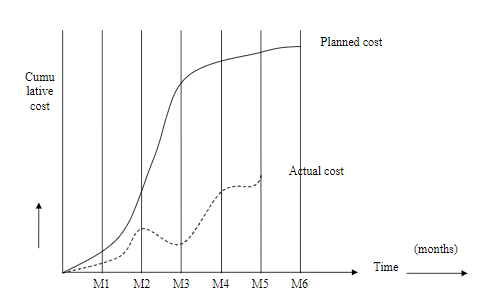 Planned cost
Cumu
lative
cost
Actual cost
(months)
Time
M1 M2 M3 M4 M5 M6